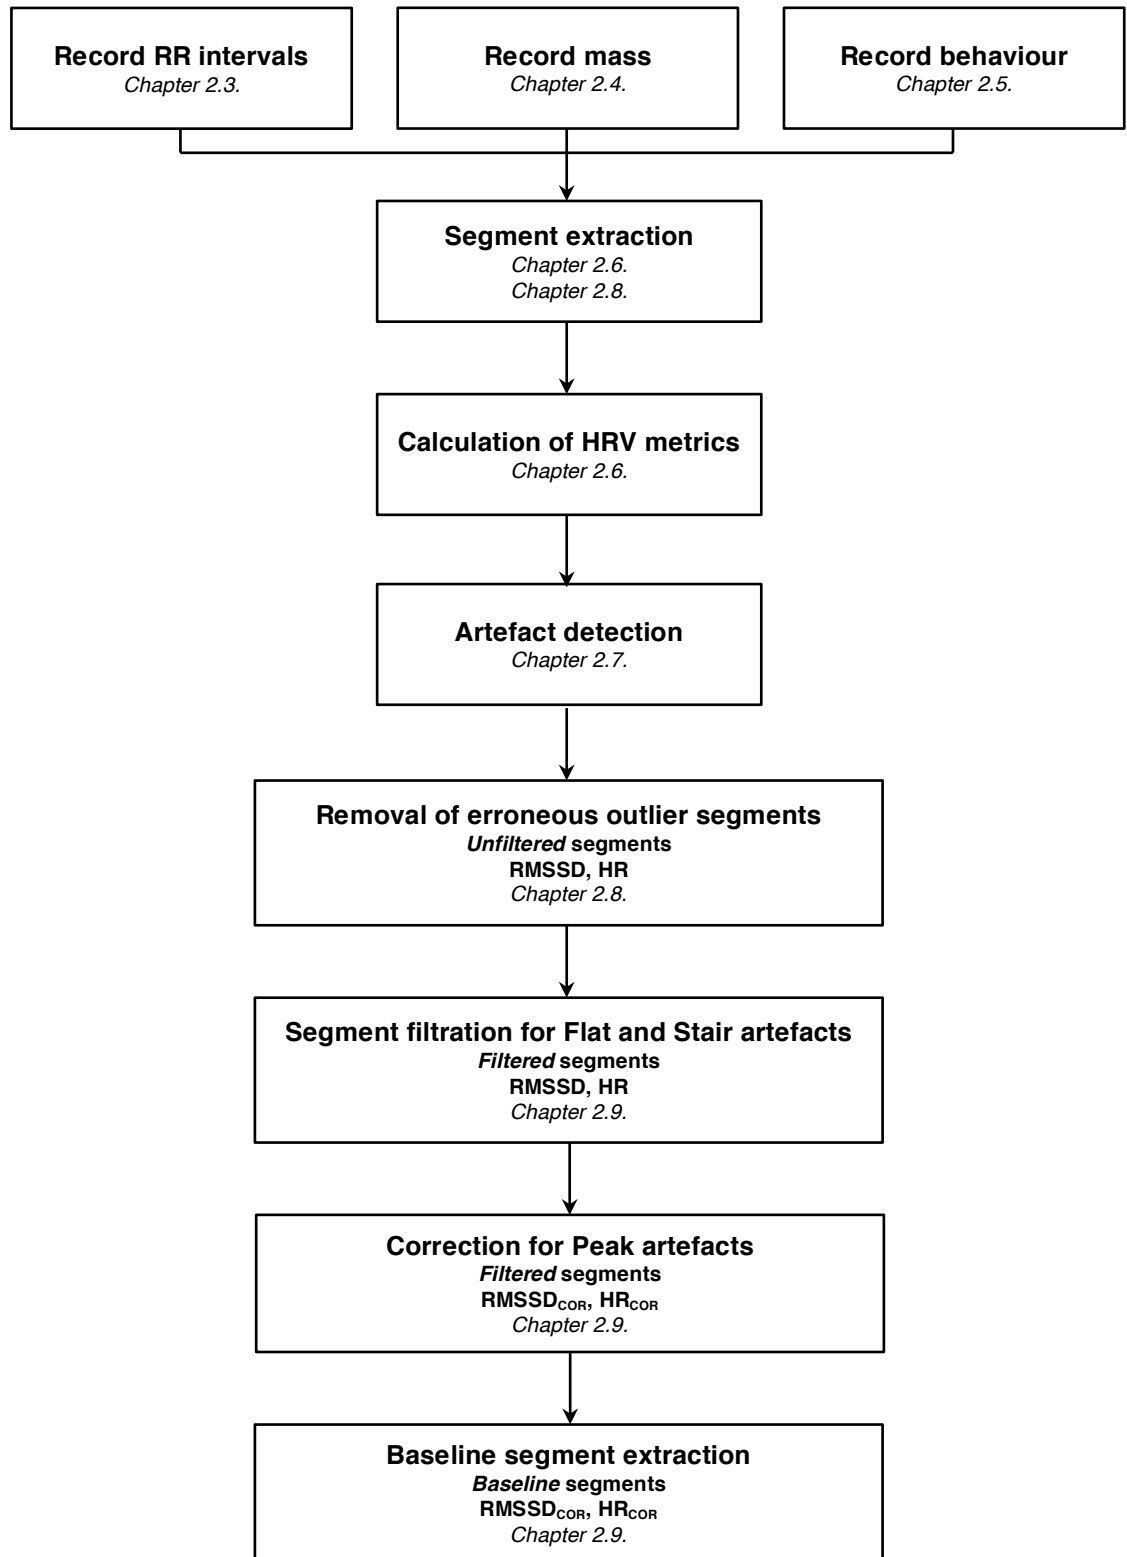 Record RR intervals
Chapter 2.3.
Record mass
Chapter 2.4.
Record behaviour
Chapter 2.5.
Segment extraction
Chapter 2.6.
Chapter 2.8.
Calculation of HRV metrics
Chapter 2.6.
Artefact detection
Chapter 2.7.
Removal of erroneous outlier segments
Unfiltered segments
RMSSD, HR
Chapter 2.8.
Segment filtration for Flat and Stair artefacts
Filtered segments
RMSSD, HR
Chapter 2.9.
Correction for Peak artefacts
Filtered segments
RMSSDCOR, HRCOR
Chapter 2.9.
Baseline segment extraction
Baseline segments
RMSSDCOR, HRCOR
Chapter 2.9.